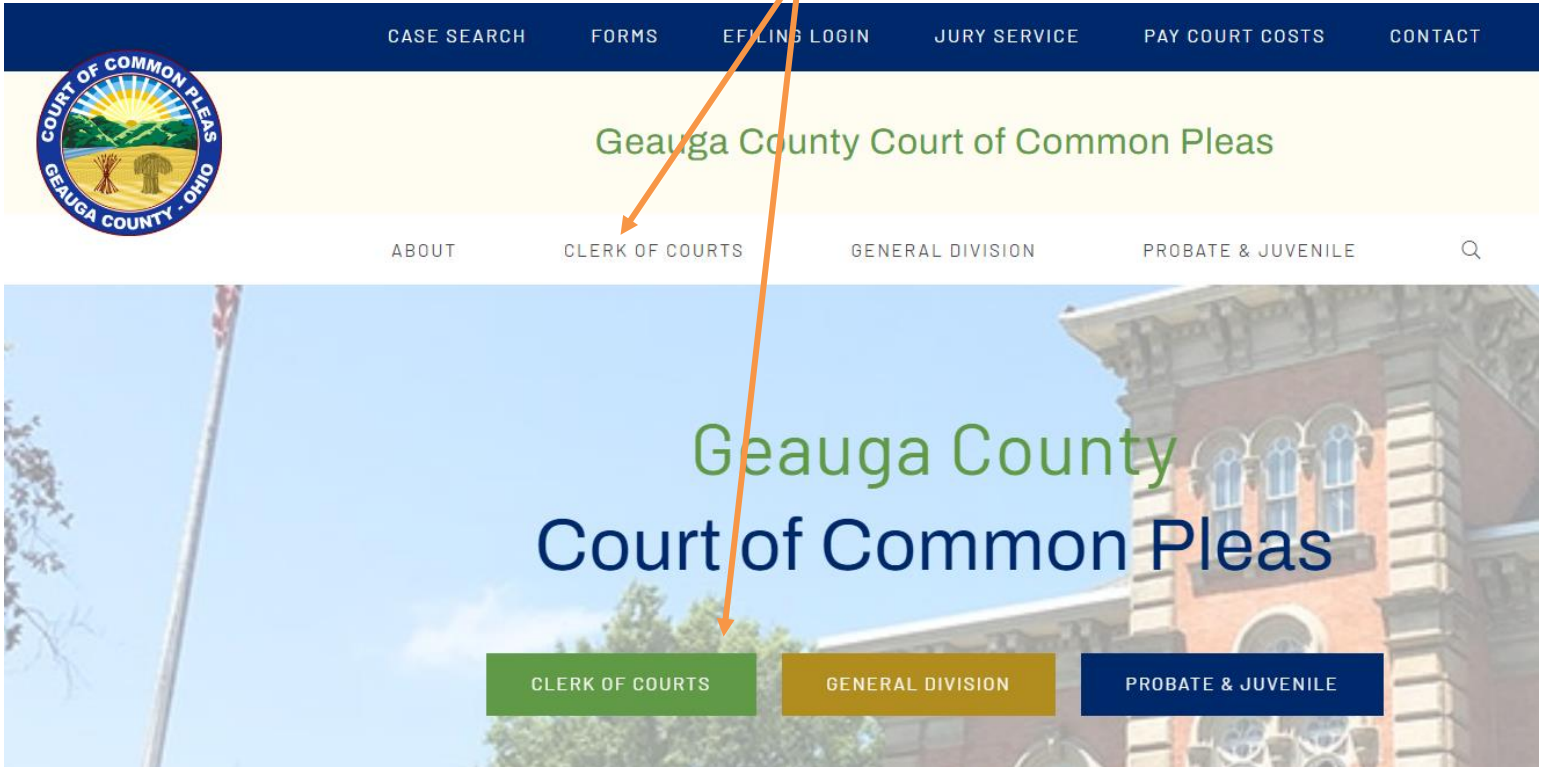 CASE SEARCH FORMS EFILING LOGIN JURY SERVICE PAY COURT COSTS CONTACT
COURT OF COMMON PLEAS
GEAUGA COUNTY - OHIO
Geauga County Court of Common Pleas
ABOUT CLERK OF COURTS GENERAL DIVISION PROBATE & JUVENILE
Geauga County
Court of Common Pleas
CLERK OF COURTS GENERAL DIVISION PROBATE & JUVENILE